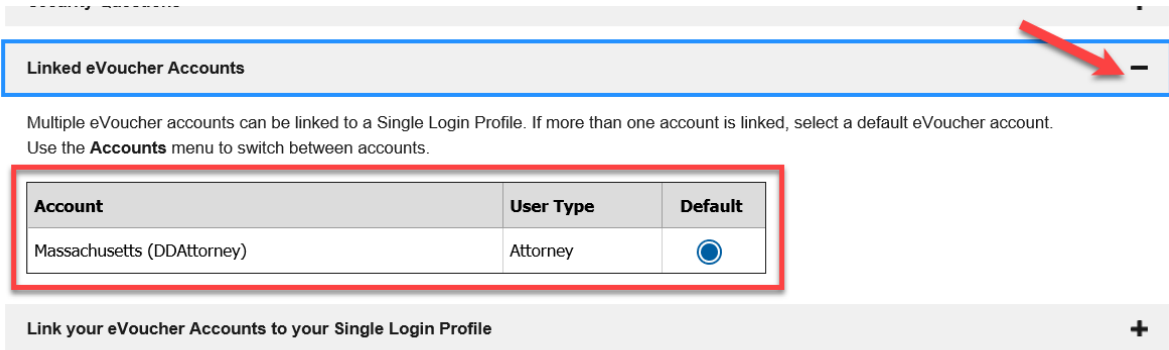 Linked eVoucher Accounts
Multiple eVoucher accounts can be linked to a Single Login Profile. If more than one account is linked, select a default eVoucher account.
Use the Accounts menu to switch between accounts.
Account User Type Default
Massachusetts (DDAttorney) Attorney
Link your eVoucher Accounts to your Single Login Profile